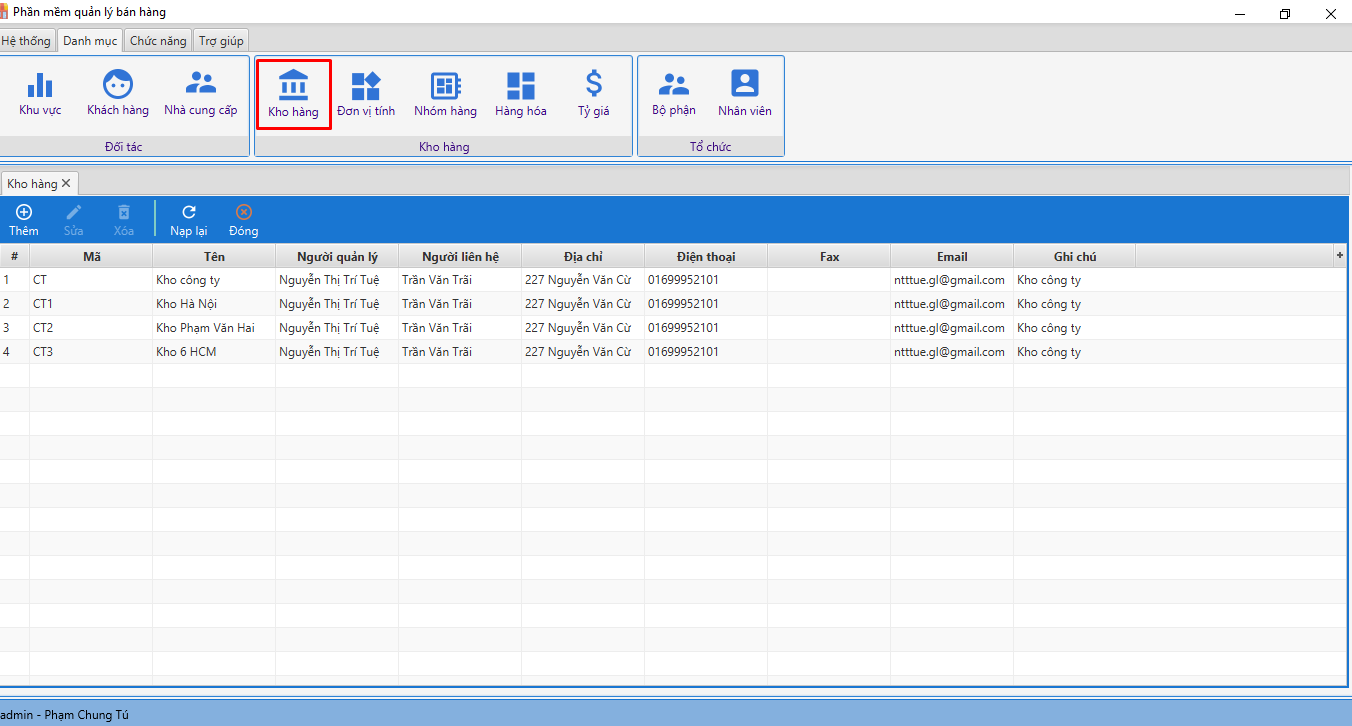 Phần mềm quản lý bán hàng
Hệ thống Danh mục Chức năng Trợ giúp
Khu vực Khách hàng Nhà cung cấp Kho hàng Đơn vị tính Nhóm hàng Hàng hóa Tỷ giá Bộ phận Nhân viên
Đối tác Kho hàng Tổ chức
Kho hàng
Thêm Sửa Xóa Nạp lại Đóng
# Mã Tên Người quản lý Người liên hệ Địa chỉ Điện thoại Fax Email Ghi chú +
1 CT Kho công ty Nguyễn Thị Trí Tuệ Trần Văn Trãi 227 Nguyễn Văn Cừ 01699952101 ntttue.gl@gmail.com Kho công ty
2 CT1 Kho Hà Nội Nguyễn Thị Trí Tuệ Trần Văn Trãi 227 Nguyễn Văn Cừ 01699952101 ntttue.gl@gmail.com Kho công ty
3 CT2 Kho Phạm Văn Hai Nguyễn Thị Trí Tuệ Trần Văn Trãi 227 Nguyễn Văn Cừ 01699952101 ntttue.gl@gmail.com Kho công ty
4 CT3 Kho 6 HCM Nguyễn Thị Trí Tuệ Trần Văn Trãi 227 Nguyễn Văn Cừ 01699952101 ntttue.gl@gmail.com Kho công ty
admin - Phạm Chung Tú